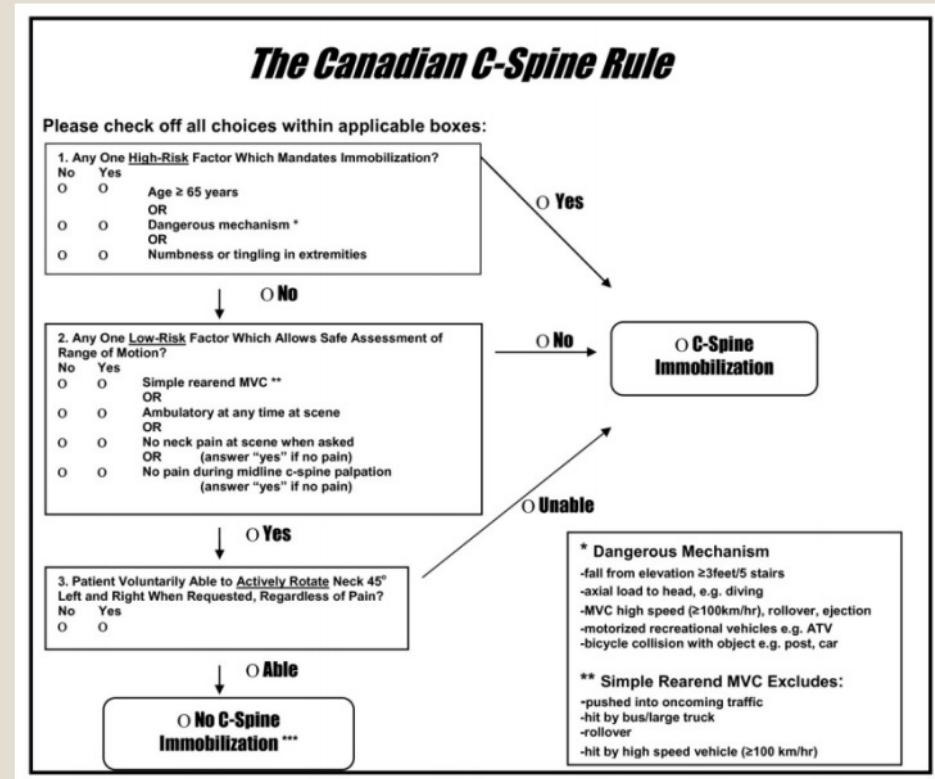 The Canadian C-Spine Rule
Please check off all choices within applicable boxes:
1. Any One High-Risk Factor Which Mandates Immobilization?
No Yes
O O Age ≥ 65 years
OR
O O Dangerous mechanism *
OR
O O Numbness or tingling in extremities
O Yes
O No
2. Any One Low-Risk Factor Which Allows Safe Assessment of
Range of Motion?
No Yes
O O Simple rearend MVC **
OR
O O Ambulatory at any time at scene
OR
O O No neck pain at scene when asked
OR (answer “yes” if no pain)
O O No pain during midline c-spine palpation
(answer “yes” if no pain)
O No
O C-Spine
Immobilization
O Yes
O Unable
3. Patient Voluntarily Able to Actively Rotate Neck 45°
Left and Right When Requested, Regardless of Pain?
No Yes
O O
O Able
O No C-Spine
Immobilization ***
* Dangerous Mechanism
-fall from elevation ≥3feet/5 stairs
-axial load to head, e.g. diving
-MVC high speed (≥100km/hr), rollover, ejection
-motorized recreational vehicles e.g. ATV
-bicycle collision with object e.g. post, car
** Simple Rearend MVC Excludes:
-pushed into oncoming traffic
-hit by bus/large truck
-rollover
-hit by high speed vehicle (≥100 km/hr)